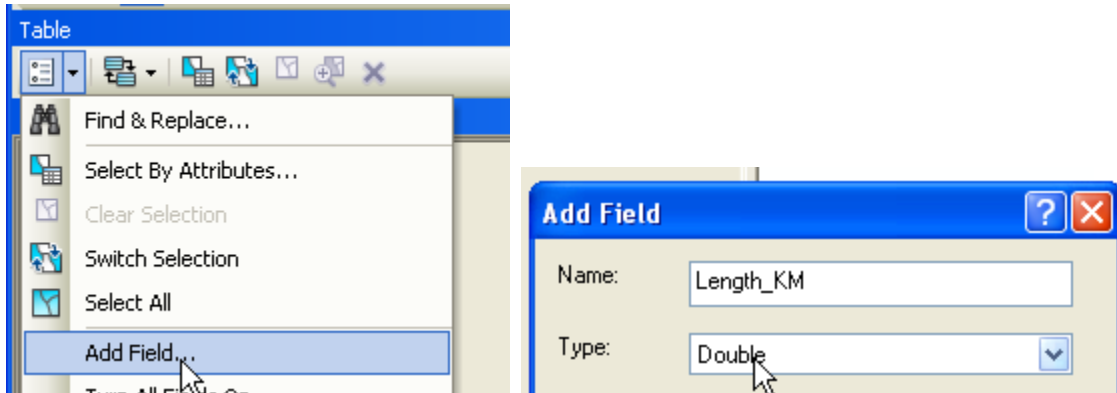 Table
Find & Replace...
Select By Attributes...
Clear Selection
Switch Selection
Select All
Add Field...
Add Field
Name:
Length_KM
Type:
Double